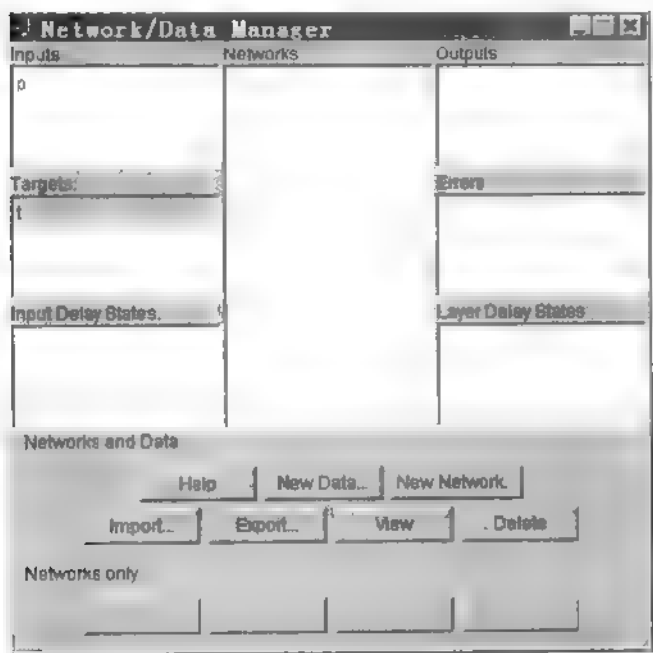 Network/Data Manager
Inputs Networks Outputs
p
Targets: Errors
t
Input Delay States. Layer Delay States
Networks and Data
Help New Data... New Network.
Import... Export... View Delete
Networks only